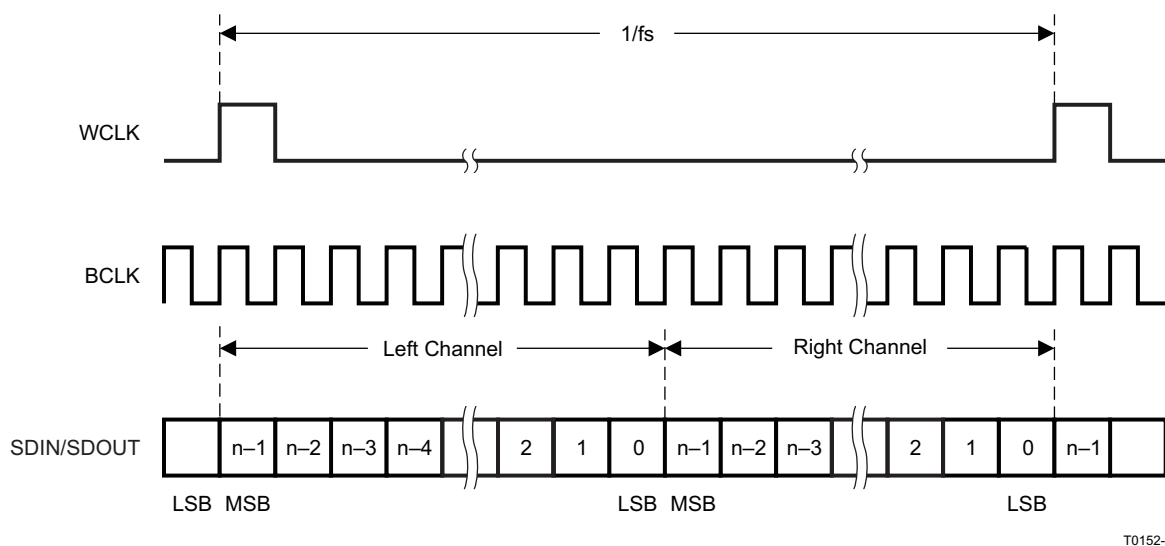 1/fs
WCLK
BCLK
Left Channel Right Channel
SDIN/SDOUT n–1 n–2 n–3 n–4 2 1 0 n–1 n–2 n–3 2 1 0 n–1
LSB MSB LSB MSB LSB
T0152-